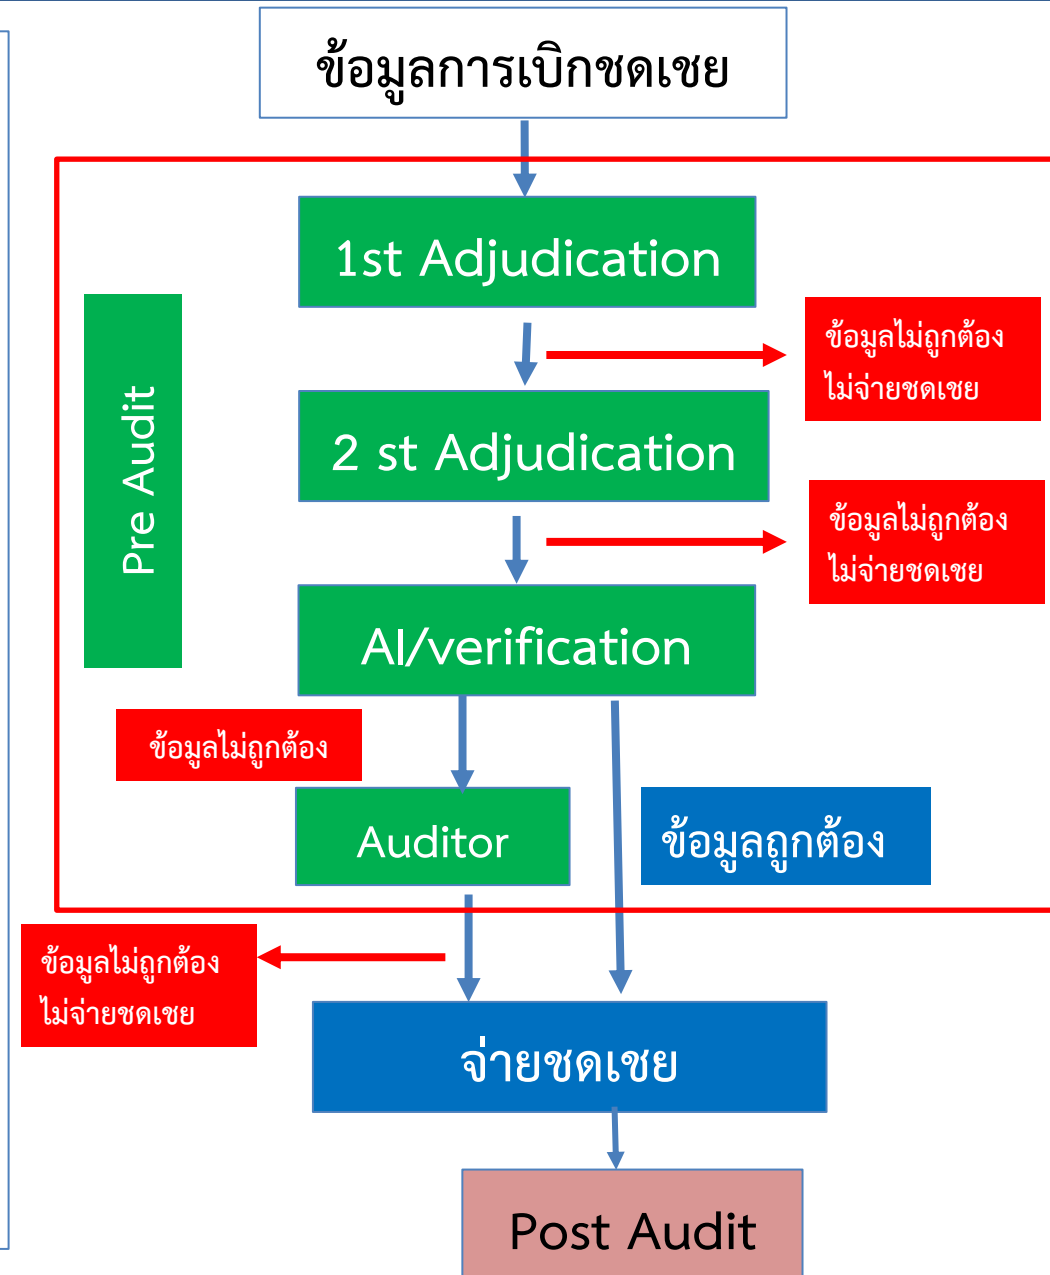 ข้อมูลการเบิกชดเชย
1st Adjudication
ข้อมูลไม่ถูกต้อง
ไม่จ่ายชดเชย
Pre Audit
2 st Adjudication
ข้อมูลไม่ถูกต้อง
ไม่จ่ายชดเชย
AI/verification
ข้อมูลไม่ถูกต้อง
Auditor
ข้อมูลถูกต้อง
ข้อมูลไม่ถูกต้อง
ไม่จ่ายชดเชย
จ่ายชดเชย
Post Audit